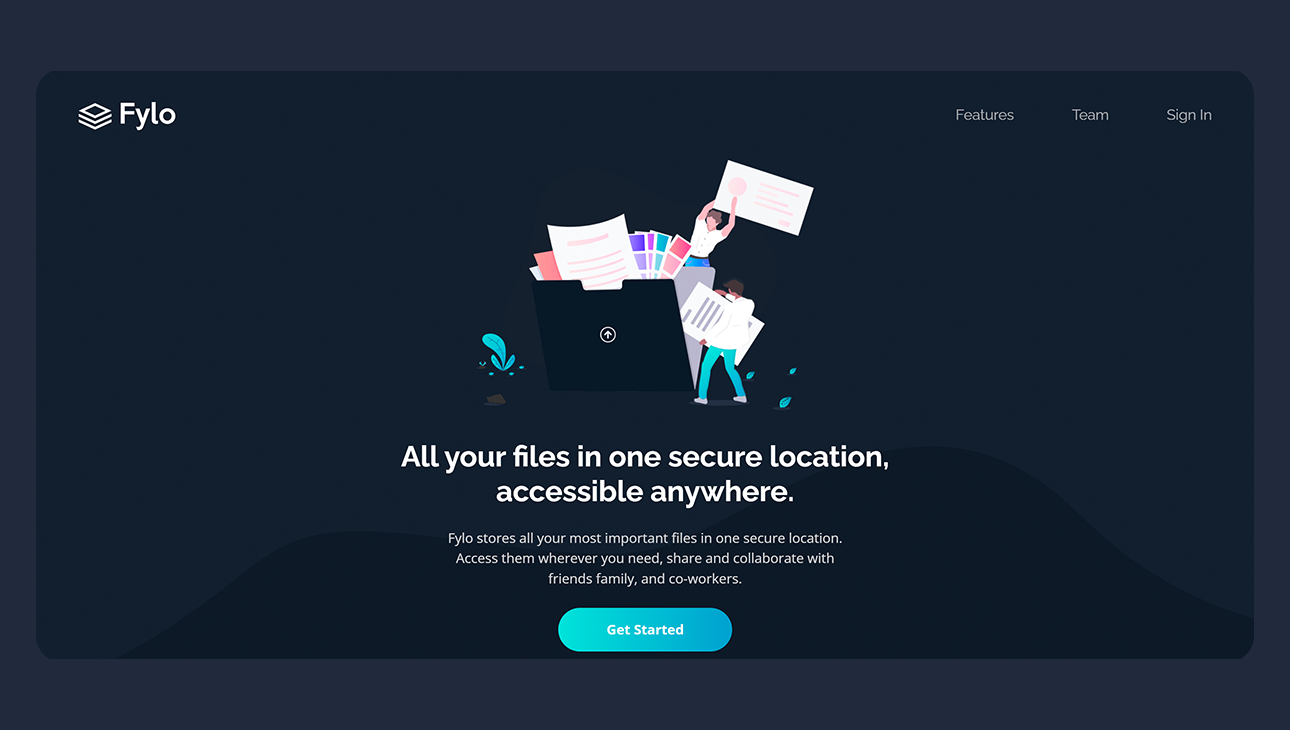 Fylo
Features
Team
Sign In
All your files in one secure location,
accessible anywhere.
Fylo stores all your most important files in one secure location.
Access them wherever you need, share and collaborate with
friends family, and co-workers.
Get Started